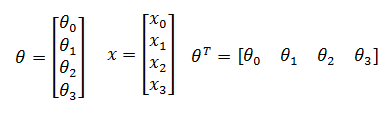 θ = [θ₀ θ₁ θ₂ θ₃] x = [x₀ x₁ x₂ x₃] θᵀ = [θ₀ θ₁ θ₂ θ₃]